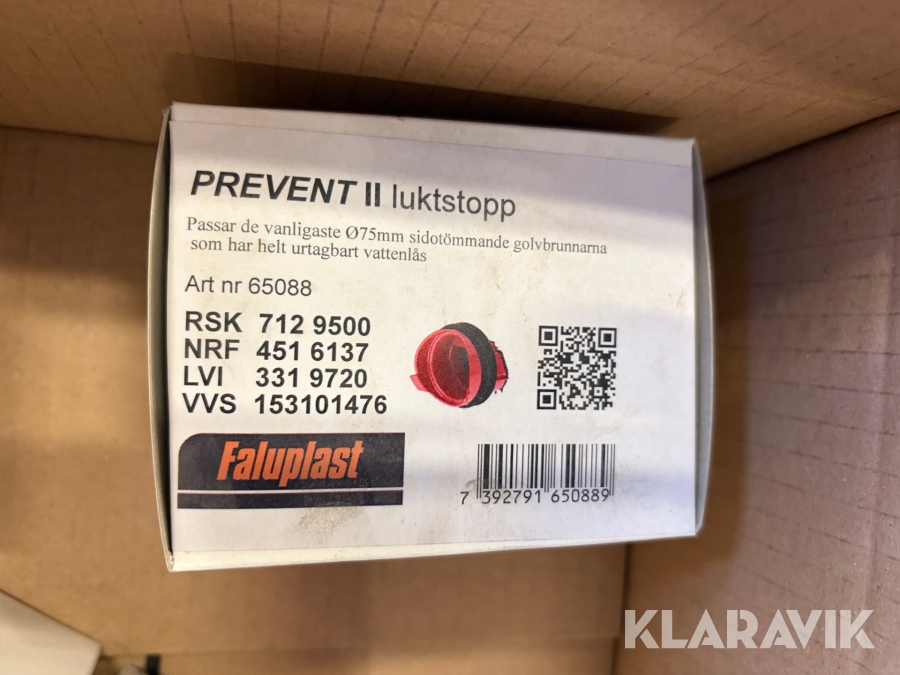 PREVENT II luktstopp
Passar de vanligaste Ø75mm sidotömmande golvbrunnarna
som har helt urtagbart vattenlås
Art nr 65088
RSK 712 9500
NRF 451 6137
LVI 331 9720
VVS 153101476
Faluplast
7 392791 650889
KLARAVIK